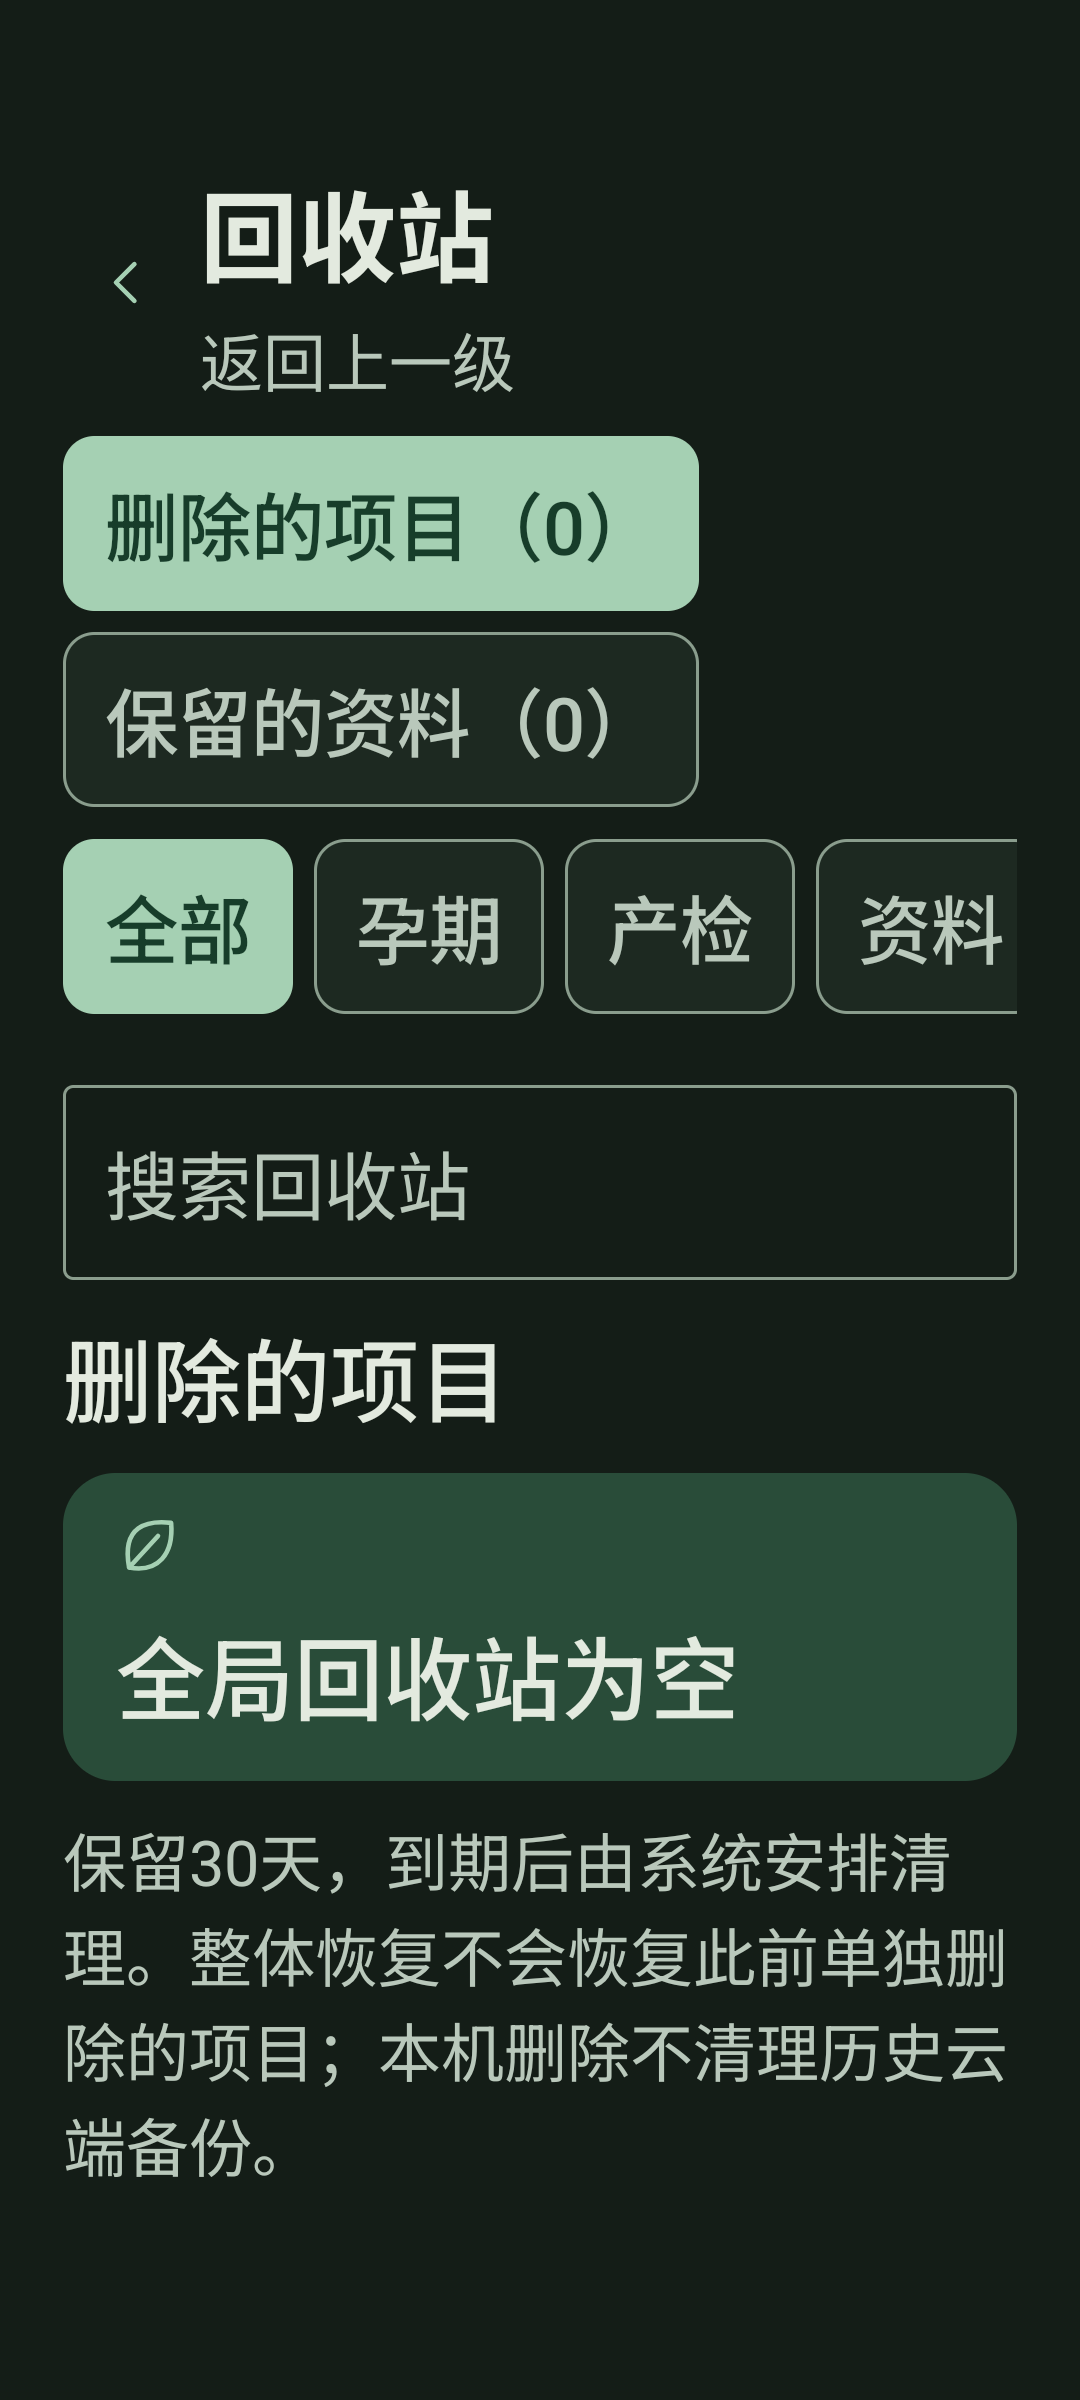 回收站
返回上一级
删除的项目（0）
保留的资料（0）
全部 孕期 产检 资料
搜索回收站
删除的项目
全局回收站为空
保留30天，到期后由系统安排清
理。整体恢复不会恢复此前单独删
除的项目；本机删除不清理历史云
端备份。